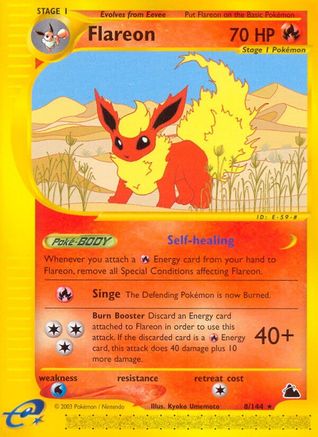 STAGE 1 Evolves from Eevee Put Flareon on the Basic Pokémon
Flareon 70 HP
Stage 1 Pokémon
ID: E-59-#
Poké-BODY Self-healing
Whenever you attach a Energy card from your hand to
Flareon, remove all Special Conditions affecting Flareon.
Singe The Defending Pokémon is now Burned.
Burn Booster Discard an Energy card
attached to Flareon in order to use this
attack. If the discarded card is a
Energy card, this attack does 40 damage plus 10
more damage.
40+
weakness resistance retreat cost
Illus. Kyoko Umemoto
©2003 Pokémon / Nintendo 8/144 ★
e